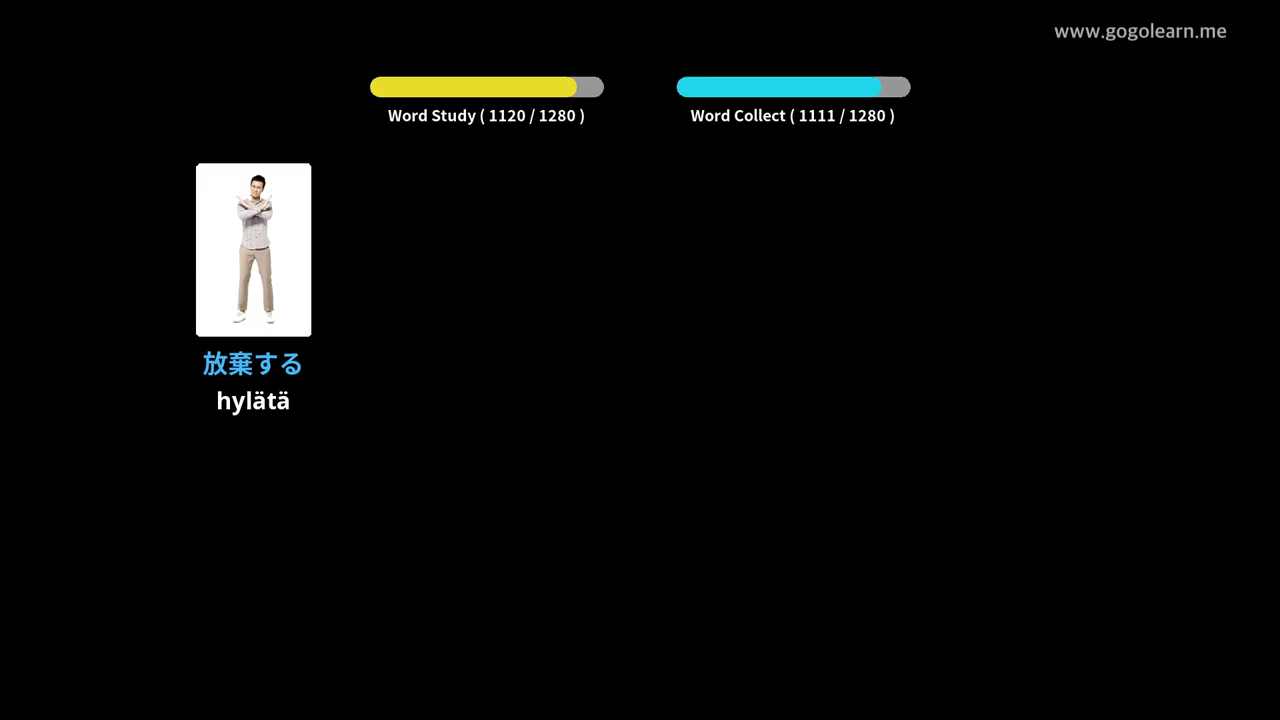 www.gogolearn.me
Word Study ( 1120 / 1280 )
Word Collect ( 1111 / 1280 )
放棄する
hylätä